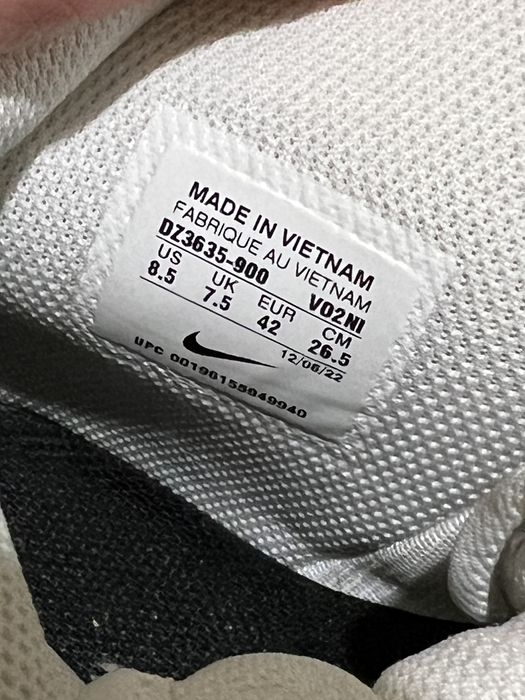 MADE IN VIETNAM
FABRIQUE AU VIETNAM
DZ3635-900 VO2NI
US UK EUR CM
8.5 7.5 42 26.5
12/06/22
UPC 00196155949940